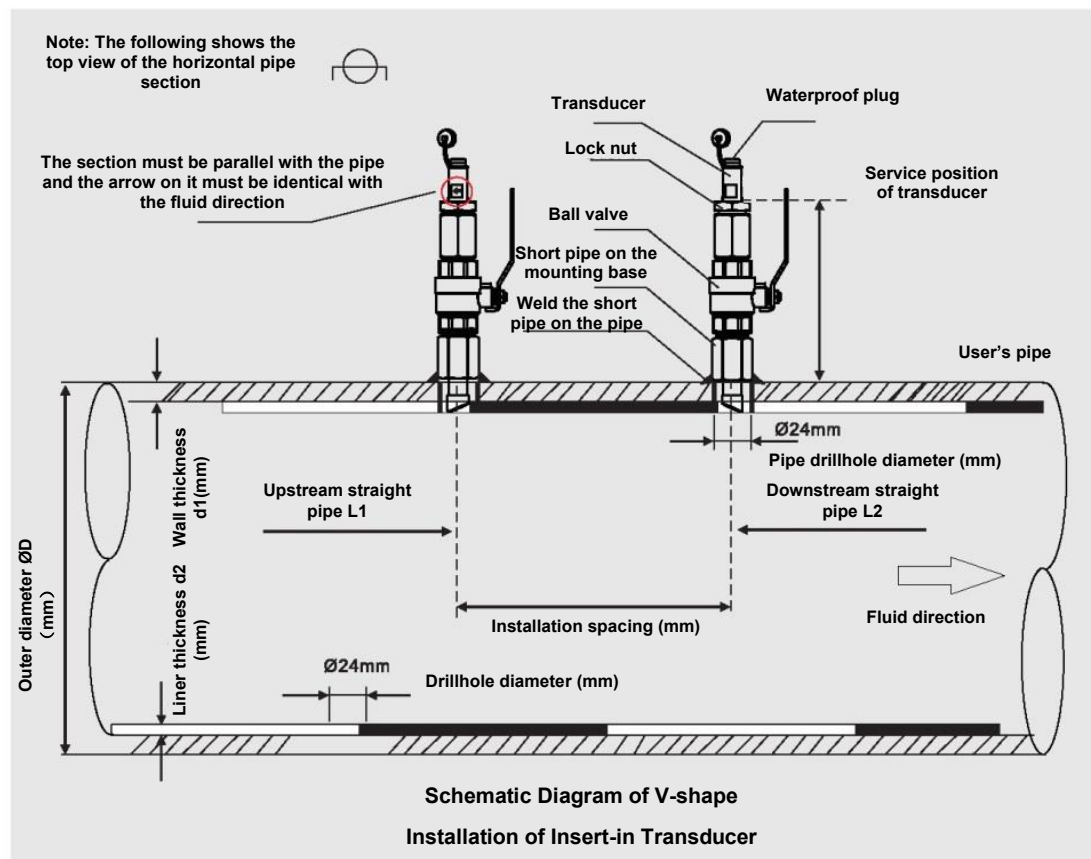 Note: The following shows the
top view of the horizontal pipe
section
Waterproof plug
Transducer
Lock nut
The section must be parallel with the pipe
and the arrow on it must be identical with
the fluid direction
Service position
of transducer
Ball valve
Short pipe on the
mounting base
Weld the short
pipe on the pipe
User's pipe
Ø24mm
Pipe drillhole diameter (mm)
Wall thickness
d1(mm)
Upstream straight
pipe L1
Downstream straight
pipe L2
Outer diameter ØD
（mm）
Liner thickness d2
(mm)
Fluid direction
Installation spacing (mm)
Ø24mm
Drillhole diameter (mm)
Schematic Diagram of V-shape
Installation of Insert-in Transducer